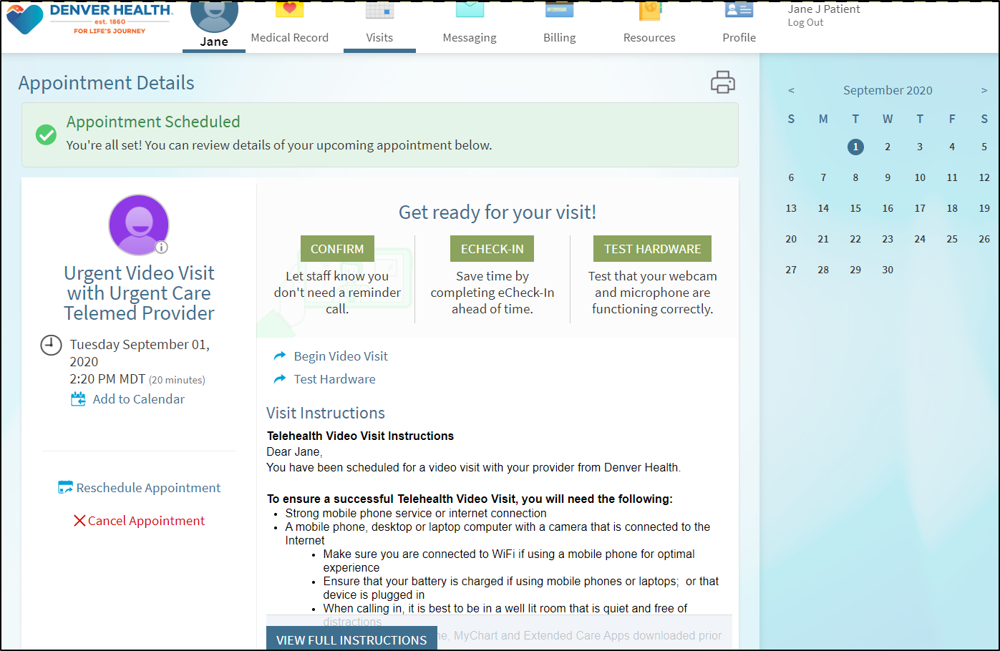 DENVER HEALTH
est. 1860
FOR LIFE'S JOURNEY
Jane
Medical Record
Visits
Messaging
Billing
Resources
Profile
Jane J Patient
Log Out
Appointment Details
Appointment Scheduled
You're all set! You can review details of your upcoming appointment below.
Urgent Video Visit
with Urgent Care
Telemed Provider
Tuesday September 01,
2020
2:20 PM MDT (20 minutes)
Add to Calendar
Reschedule Appointment
Cancel Appointment
Get ready for your visit!
CONFIRM
Let staff know you
don't need a reminder
call.
ECHECK-IN
Save time by
completing eCheck-In
ahead of time.
TEST HARDWARE
Test that your webcam
and microphone are
functioning correctly.
Begin Video Visit
Test Hardware
Visit Instructions
Telehealth Video Visit Instructions
Dear Jane,
You have been scheduled for a video visit with your provider from Denver Health.
To ensure a successful Telehealth Video Visit, you will need the following:
• Strong mobile phone service or internet connection
• A mobile phone, desktop or laptop computer with a camera that is connected to the
Internet
• Make sure you are connected to WiFi if using a mobile phone for optimal
experience
• Ensure that your battery is charged if using mobile phones or laptops; or that
device is plugged in
• When calling in, it is best to be in a well lit room that is quiet and free of
distractions
MyChart and Extended Care Apps downloaded prior
VIEW FULL INSTRUCTIONS
< September 2020 >
S M T W T F S
1 2 3 4 5
6 7 8 9 10 11 12
13 14 15 16 17 18 19
20 21 22 23 24 25 26
27 28 29 30